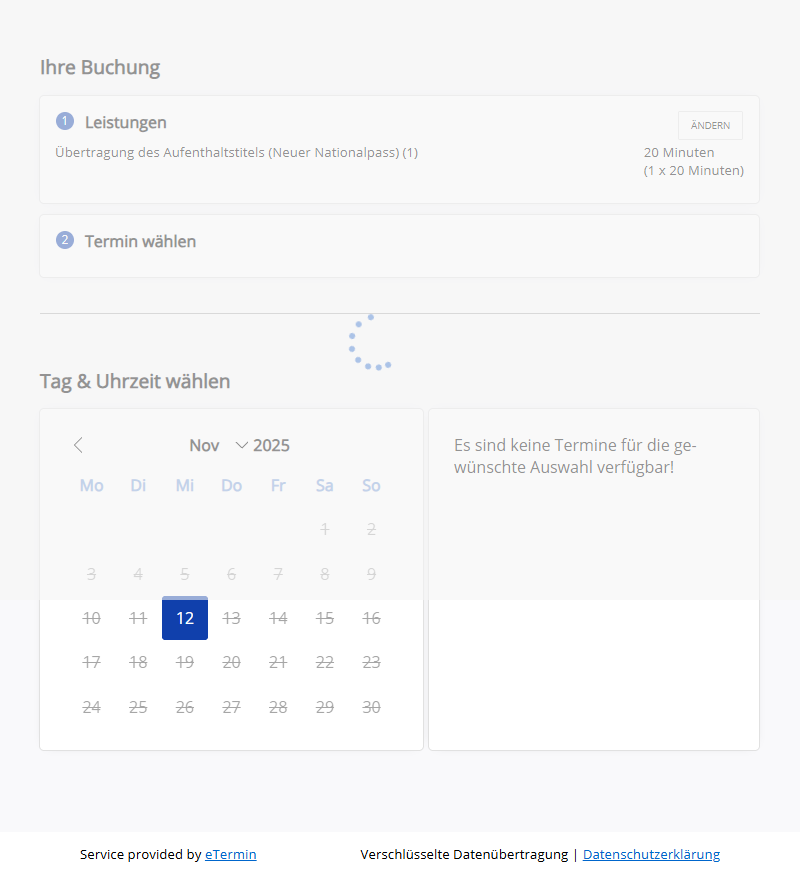 Ihre Buchung
1 Leistungen
ÄNDERN
Übertragung des Aufenthaltstitels (Neuer Nationalpass) (1)
20 Minuten
(1 x 20 Minuten)
2 Termin wählen
Tag & Uhrzeit wählen
Nov 2025
Mo Di Mi Do Fr Sa So
1 2
3 4 5 6 7 8 9
10 11 12 13 14 15 16
17 18 19 20 21 22 23
24 25 26 27 28 29 30
Es sind keine Termine für die ge-
wünschte Auswahl verfügbar!
Service provided by eTermin
Verschlüsselte Datenübertragung | Datenschutzerklärung